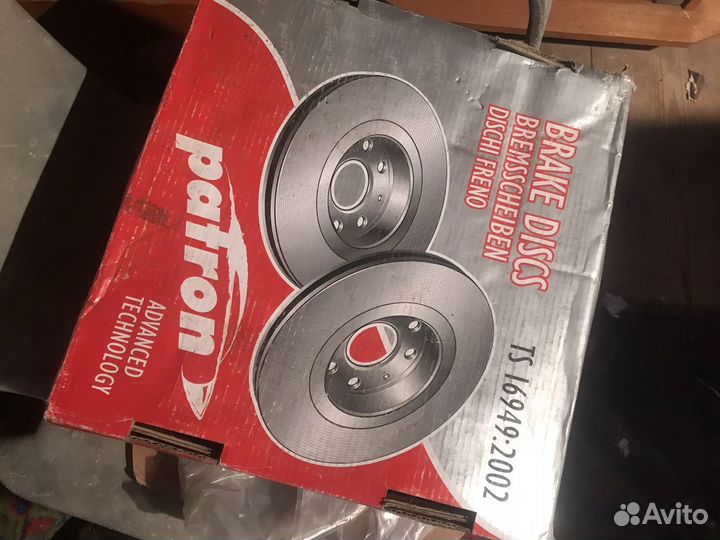 patron
ADVANCED
TECHNOLOGY
BRAKE DISCS
BREMSSCHEIBEN
DISCHI FRENO
TS 16949:2002
Avito